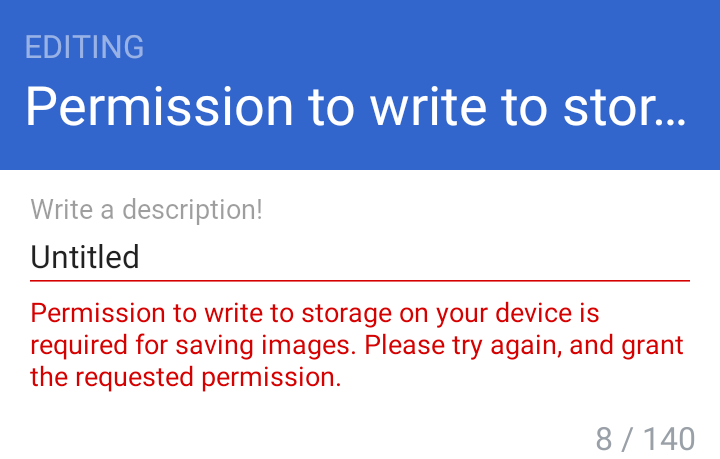 EDITING
Permission to write to stor...
Write a description!
Untitled
Permission to write to storage on your device is
required for saving images. Please try again, and grant
the requested permission.
8 / 140